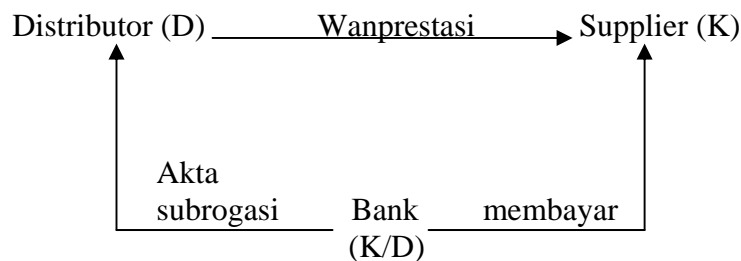 Distributor (D) Wanprestasi Supplier (K)
Akta
subrogasi Bank membayar
(K/D)